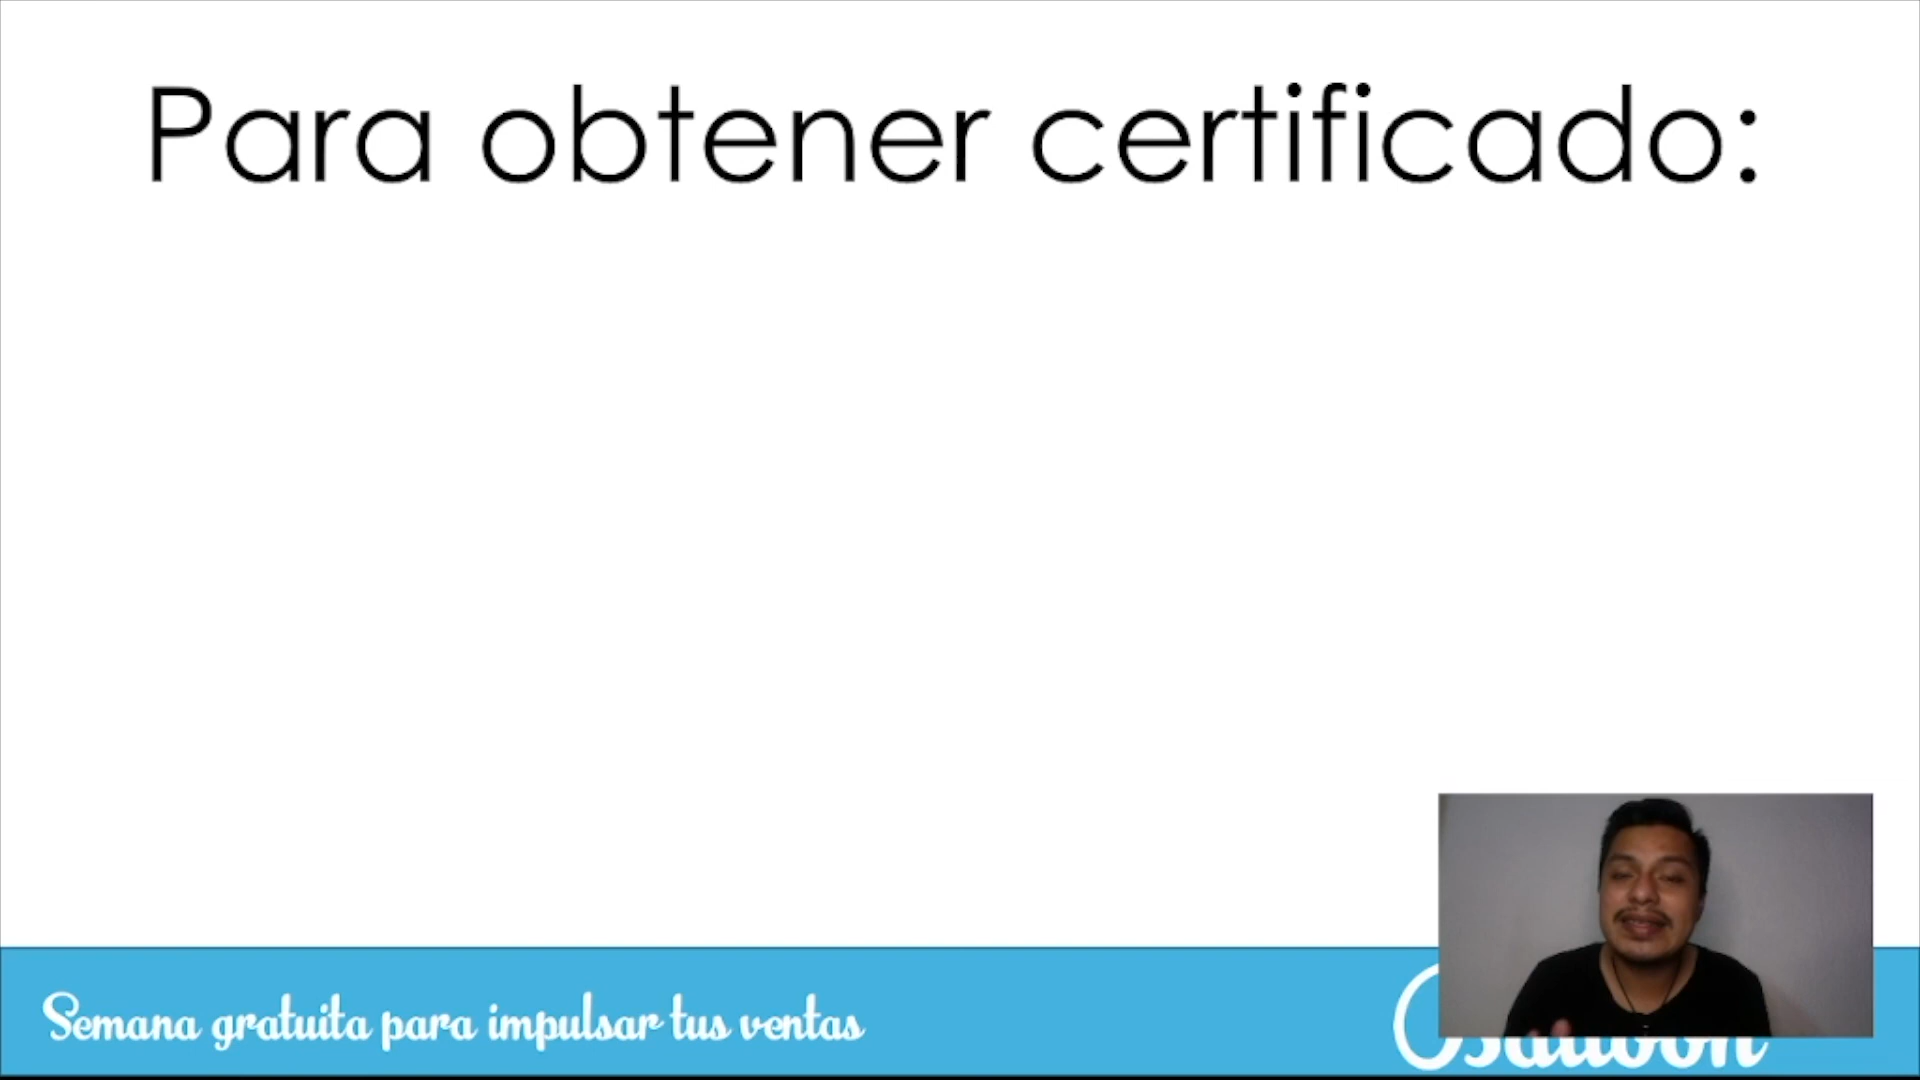 Para obtener certificado:
Semana gratuita para impulsar tus ventas